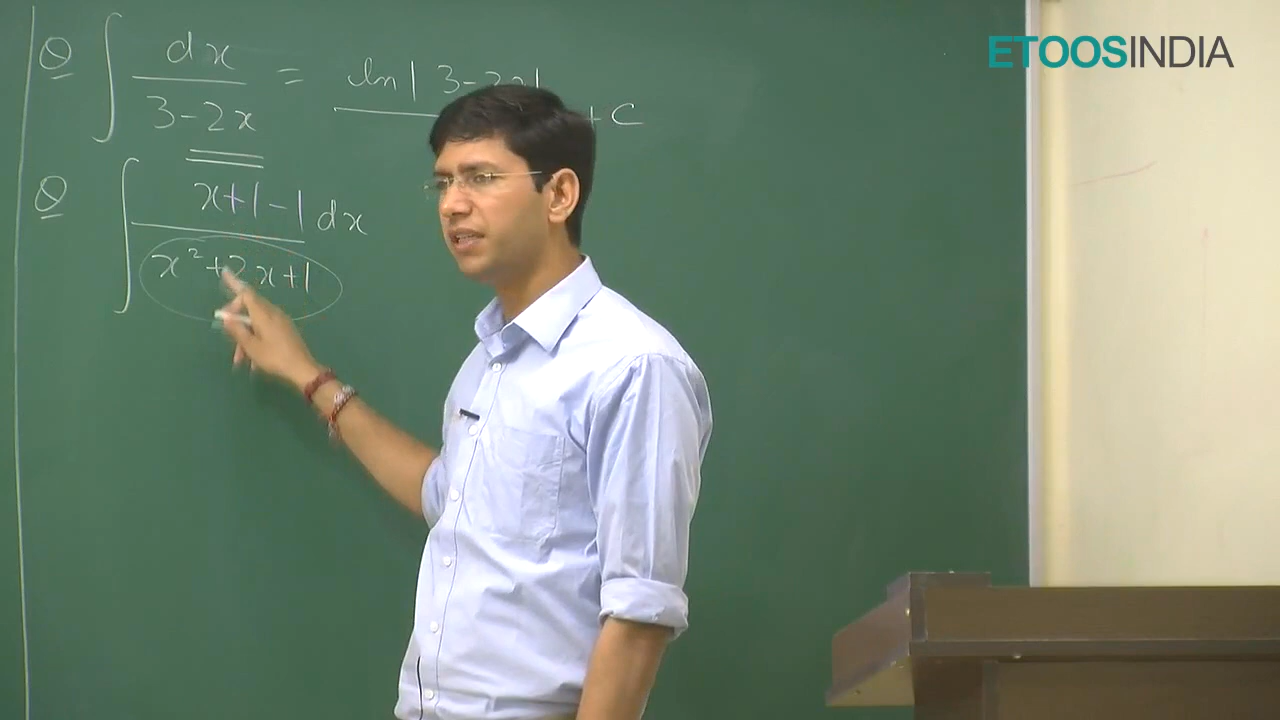 ETOOSINDIA
Q ∫ dx / 3-2x = ln|3-2x| / + C
Q ∫ x+1-1 / x²+2x+1 dx